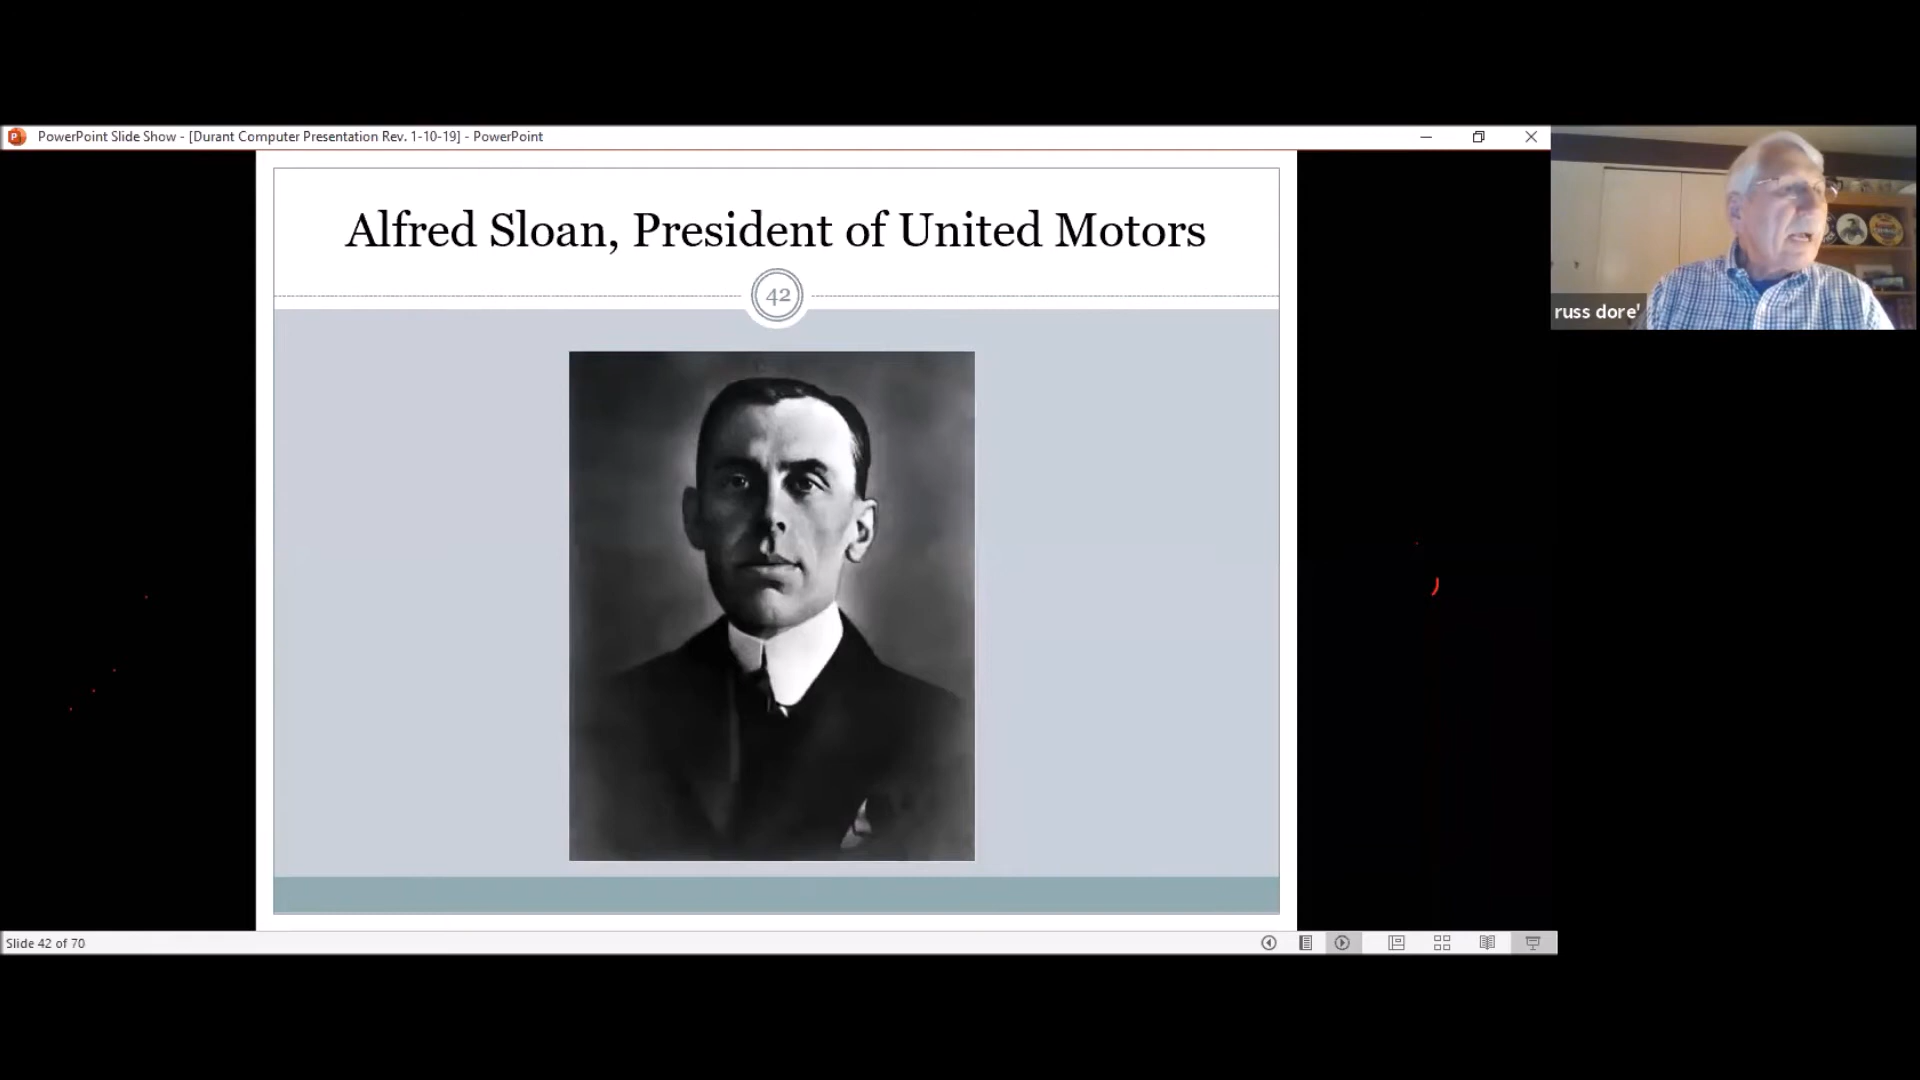 PowerPoint Slide Show - [Durant Computer Presentation Rev. 1-10-19] - PowerPoint
Alfred Sloan, President of United Motors
42
russ dore'
Slide 42 of 70